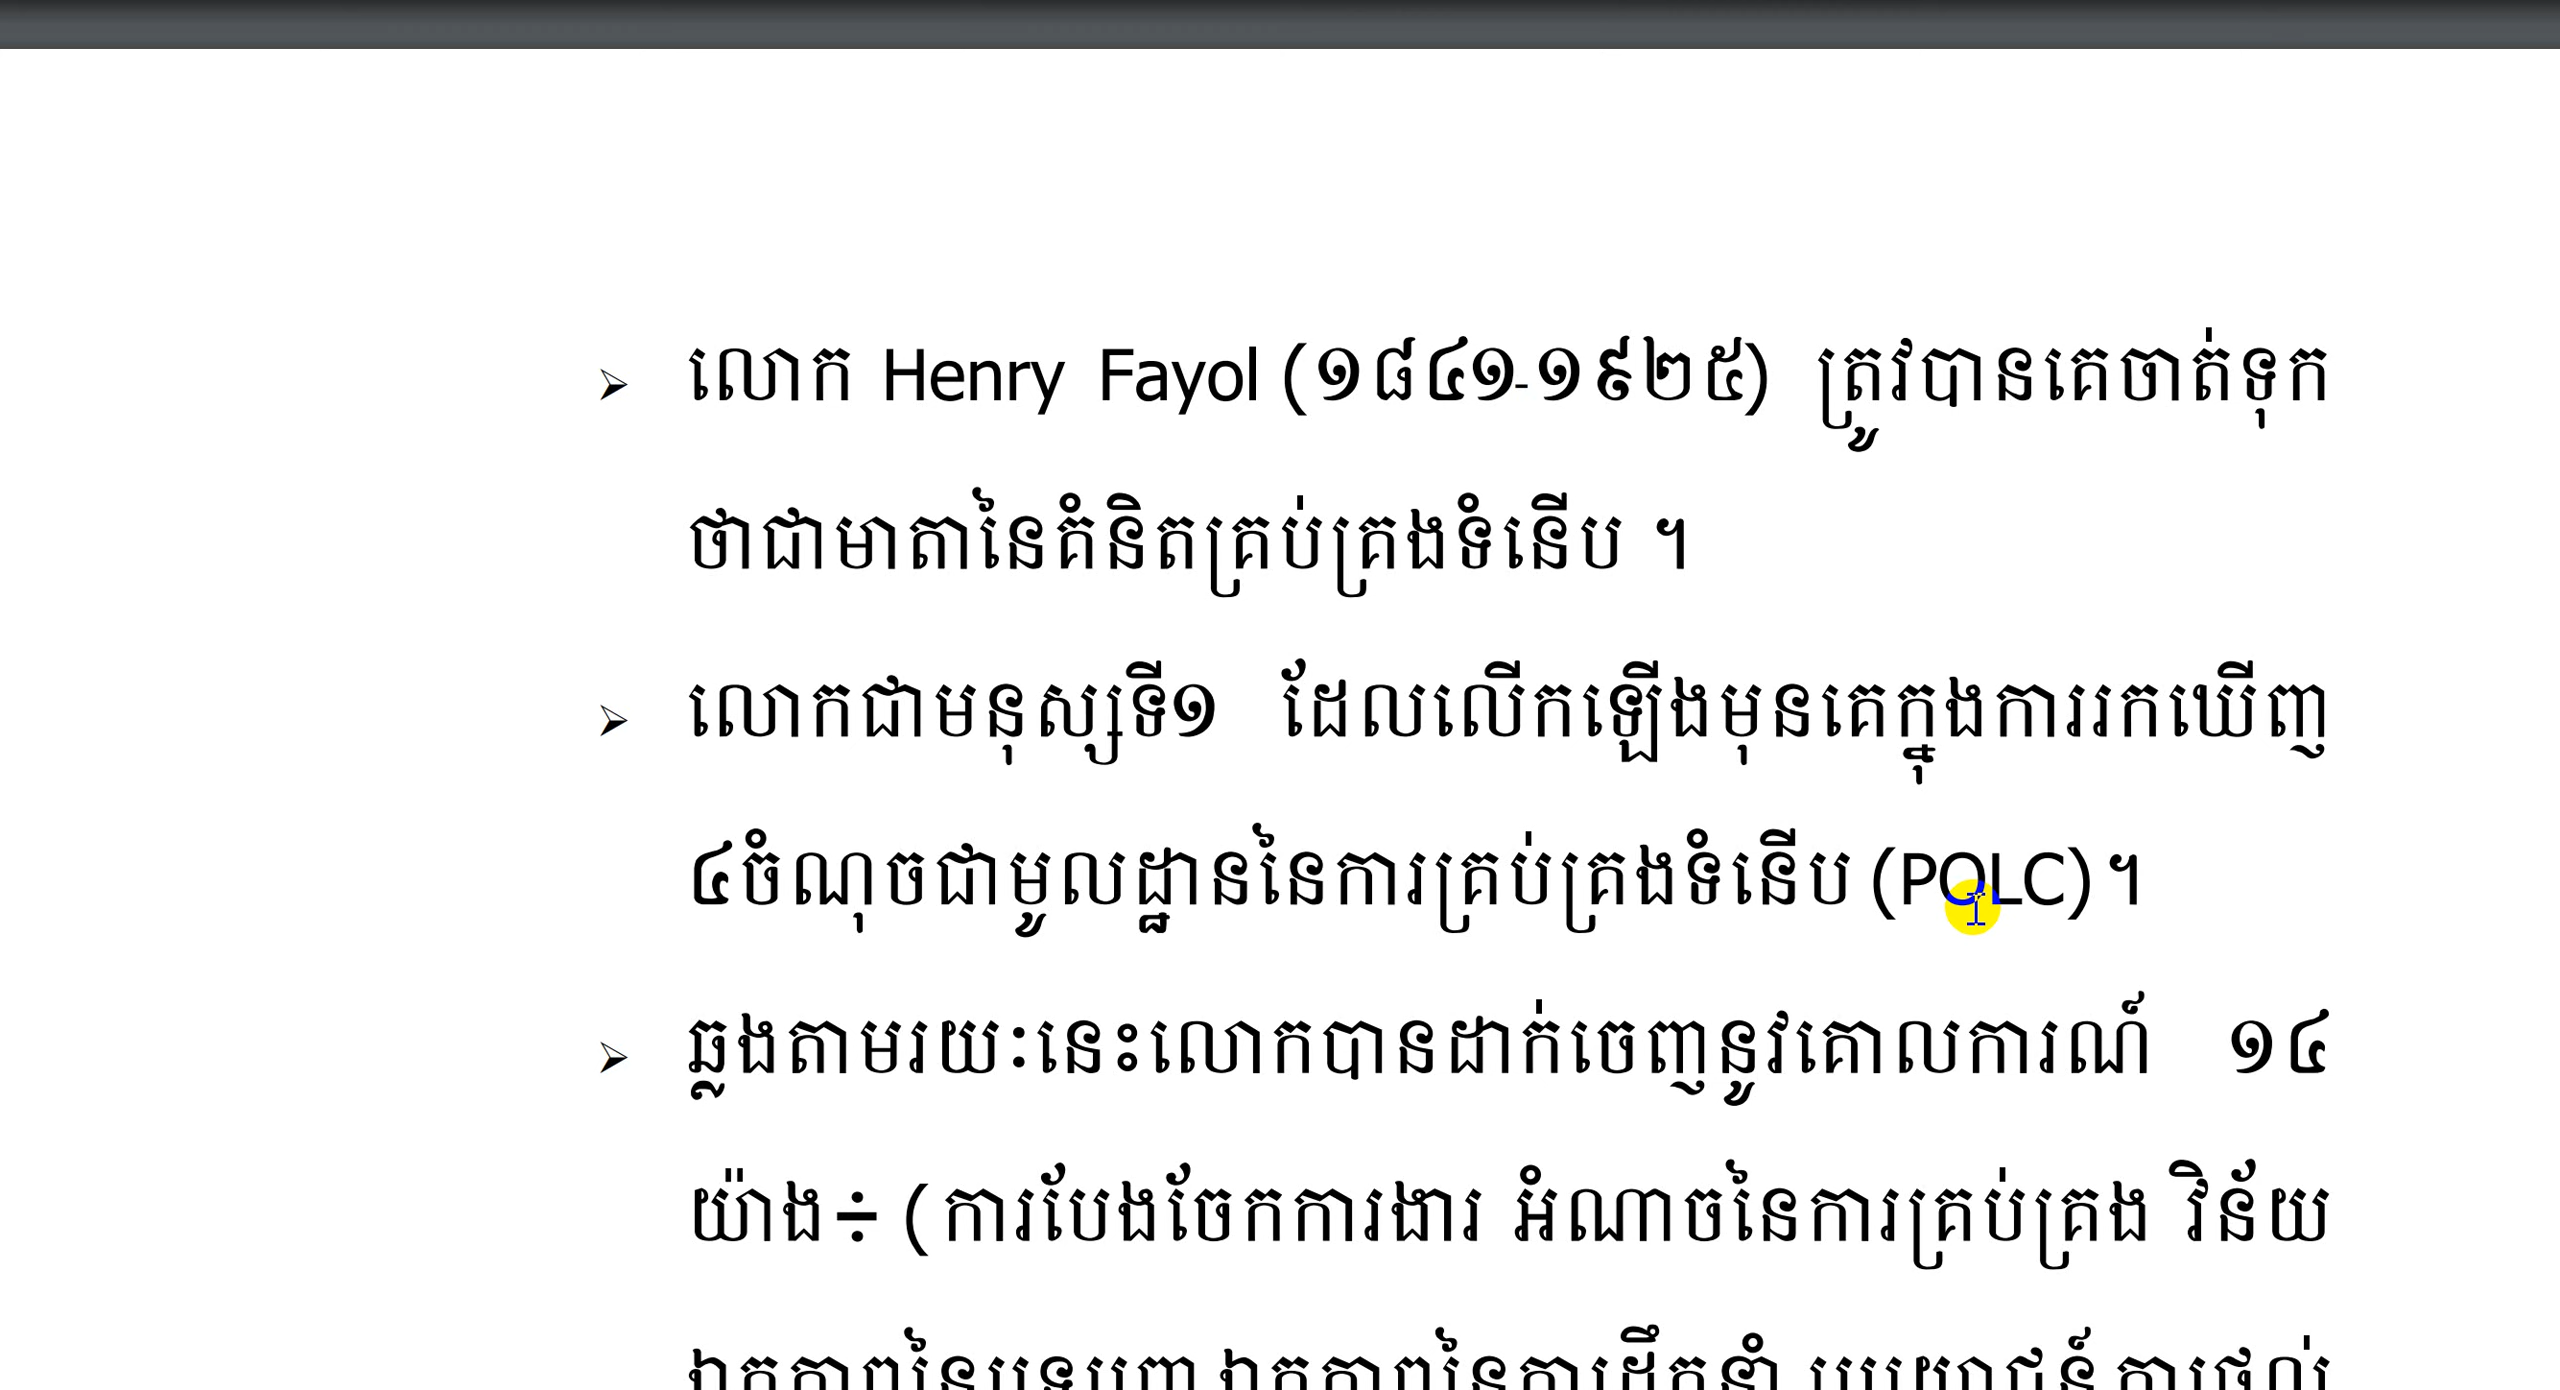 ➢ លោក Henry Fayol (១៨៤១-១៩២៥) ត្រូវបានគេចាត់ទុក
ថាជាមាតានៃគំនិតគ្រប់គ្រងទំនើប ។
➢ លោកជាមនុស្សទី១ ដែលលើកឡើងមុនគេក្នុងការរកឃើញ
៤ចំណុចជាមូលដ្ឋាននៃការគ្រប់គ្រងទំនើប (POLC) ។
➢ ឆ្លងតាមរយៈនេះលោកបានដាក់ចេញនូវគោលការណ៍ ១៤
យ៉ាង÷ (ការបែងចែកការងារ អំណាចនៃការគ្រប់គ្រង វិន័យ